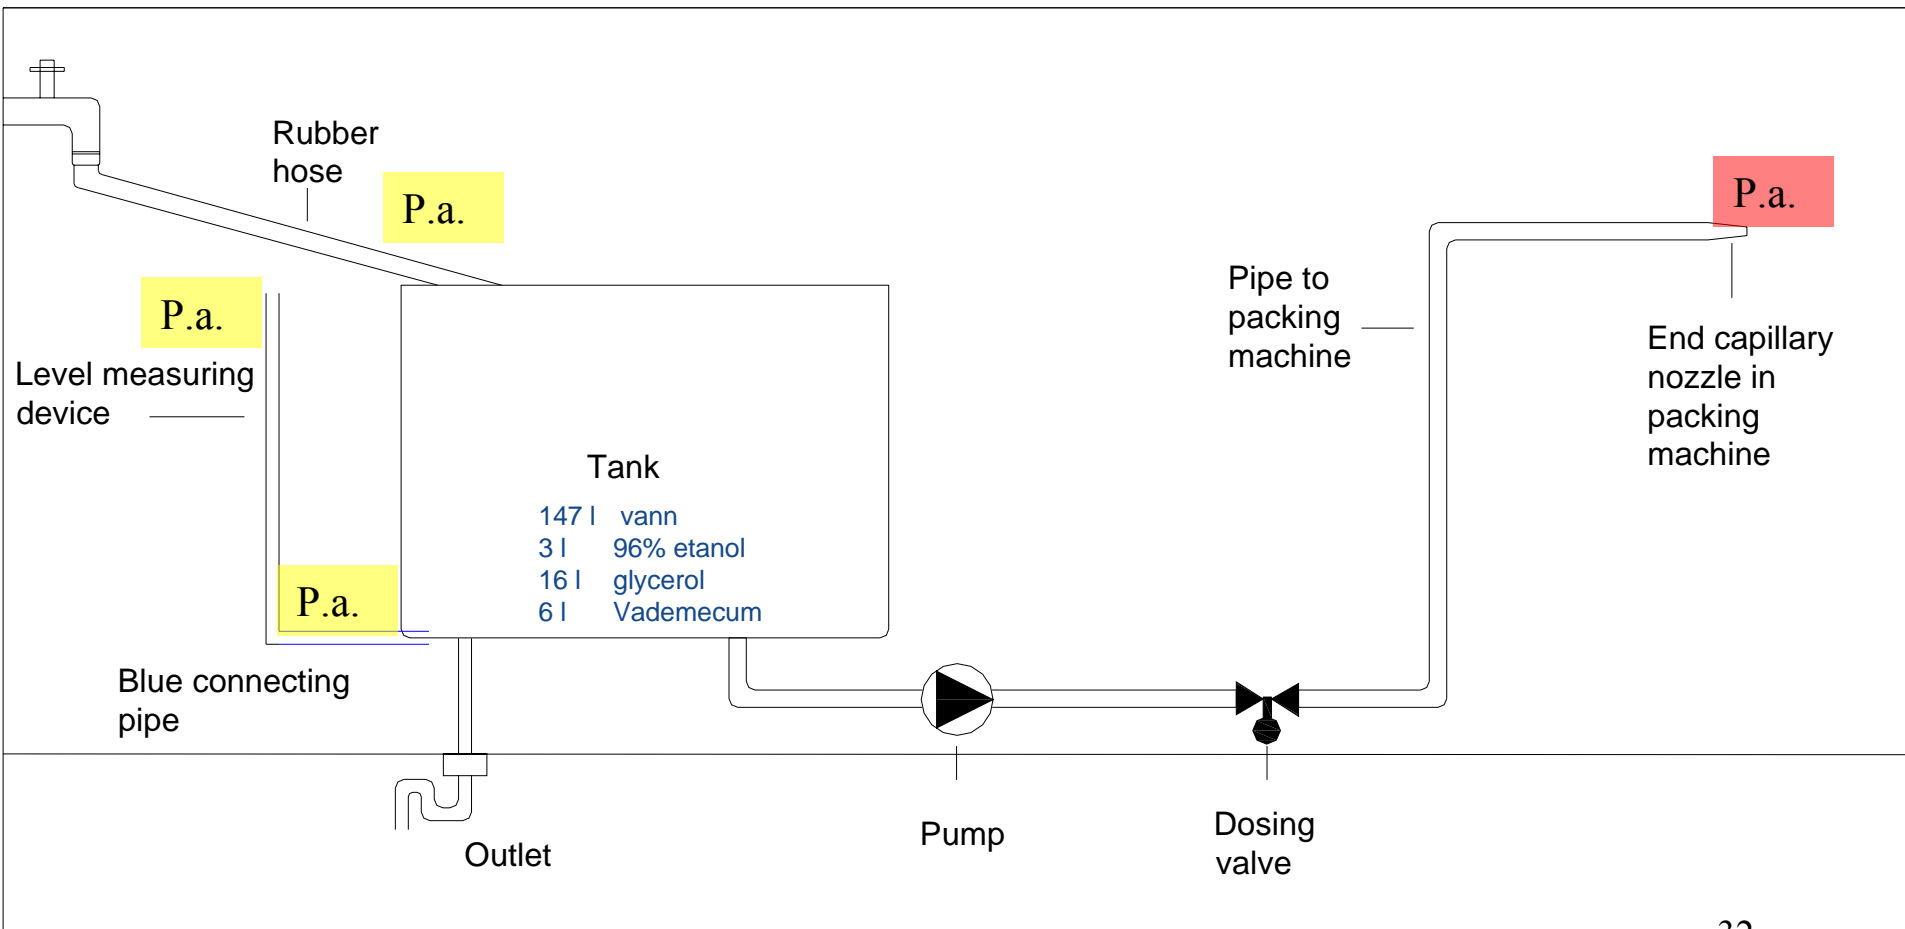 Rubber
hose
P.a.
P.a.
P.a.
Level measuring
device
P.a.
Pipe to
packing
machine
End capillary
nozzle in
packing
machine
Tank
147 l vann
3 l 96% etanol
16 l glycerol
6 l Vademecum
P.a.
Blue connecting
pipe
Outlet
Pump
Dosing
valve
32